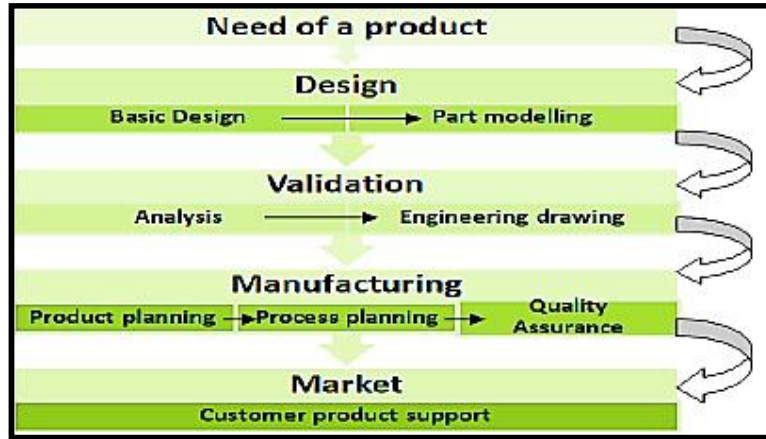 Need of a product
Design
Basic Design Part modelling
Validation
Analysis Engineering drawing
Manufacturing
Product planning Process planning Quality
Assurance
Market
Customer product support